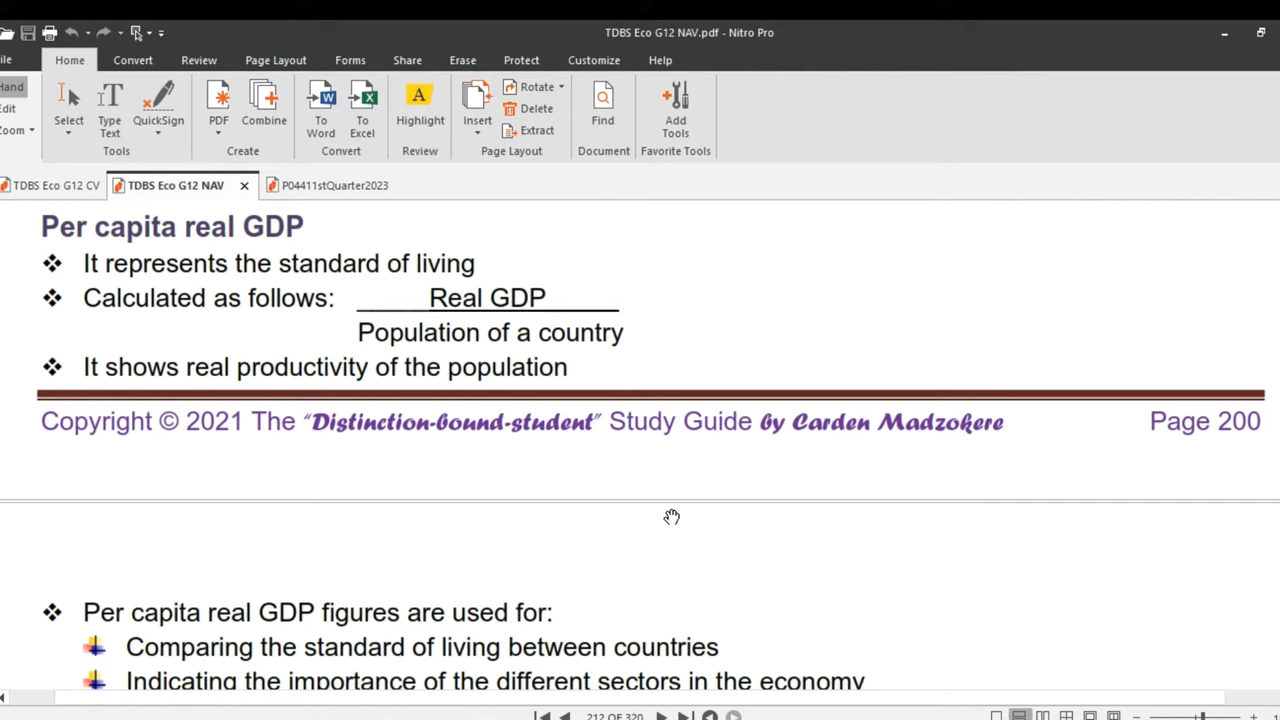 TDBS Eco G12 NAV.pdf - Nitro Pro
Home Convert Review Page Layout Forms Share Erase Protect Customize Help
Hand
Select
Type Text
QuickSign
PDF
Combine
To Word
To Excel
Highlight
Insert
Rotate
Delete
Extract
Find
Add Tools
Tools Create Convert Review Page Layout Document Favorite Tools
TDBS Eco G12 CV TDBS Eco G12 NAV P04411stQuarter2023
Per capita real GDP
❖ It represents the standard of living
❖ Calculated as follows: Real GDP
Population of a country
❖ It shows real productivity of the population
Copyright © 2021 The “Distinction-bound-student” Study Guide by Carden Madzokere Page 200
❖ Per capita real GDP figures are used for:
Comparing the standard of living between countries
Indicating the importance of the different sectors in the economy
212 OF 320